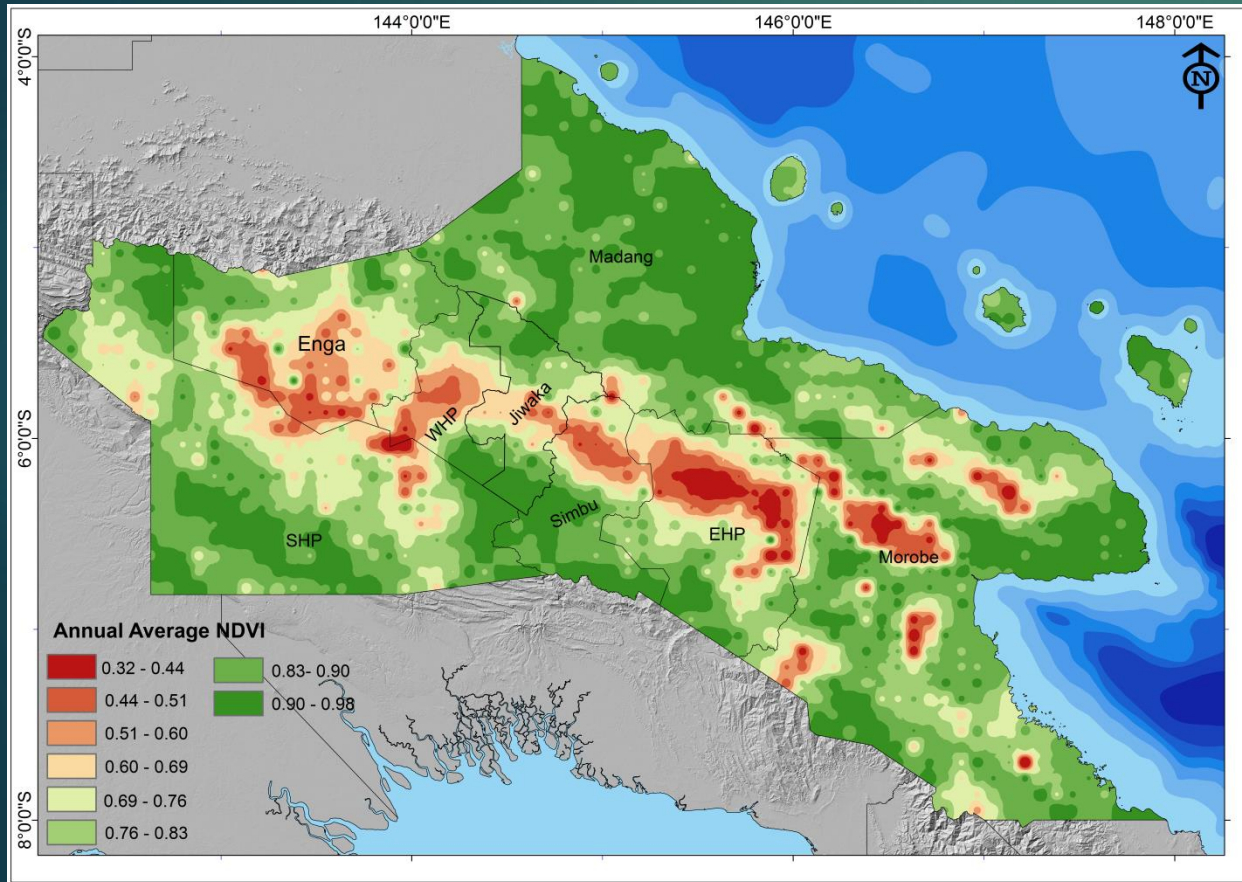 144°0'0"E
146°0'0"E
148°0'0"E
4°0'0"S
N
Madang
Enga
Jiwaka
WHP
6°0'0"S
Simbu
SHP
EHP
Morobe
Annual Average NDVI
0.32 - 0.44
0.83- 0.90
0.44 - 0.51
0.90 - 0.98
0.51 - 0.60
0.60 - 0.69
0.69 - 0.76
0.76 - 0.83
8°0'0"S